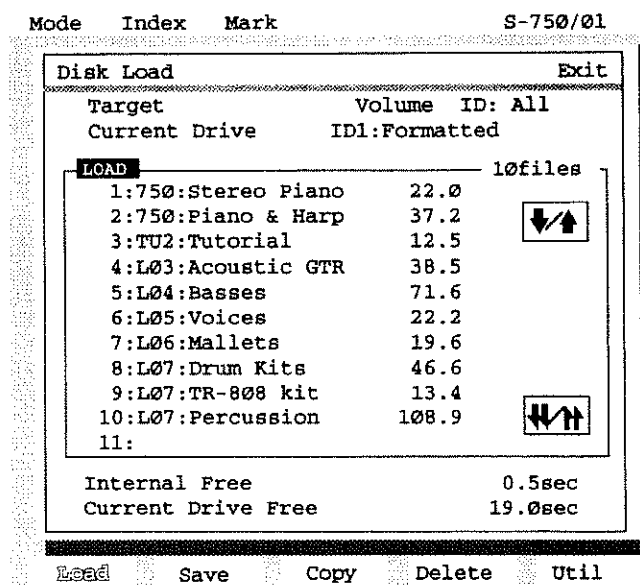 Mode Index Mark S-750/01
Disk Load Exit
Target Volume ID: All
Current Drive ID1:Formatted
LOAD 10files
1:750:Stereo Piano 22.0
2:750:Piano & Harp 37.2
3:TU2:Tutorial 12.5
4:L03:Acoustic GTR 38.5
5:L04:Basses 71.6
6:L05:Voices 22.2
7:L06:Mallets 19.6
8:L07:Drum Kits 46.6
9:L07:TR-808 kit 13.4
10:L07:Percussion 108.9
11:
Internal Free 0.5sec
Current Drive Free 19.0sec
Load Save Copy Delete Util